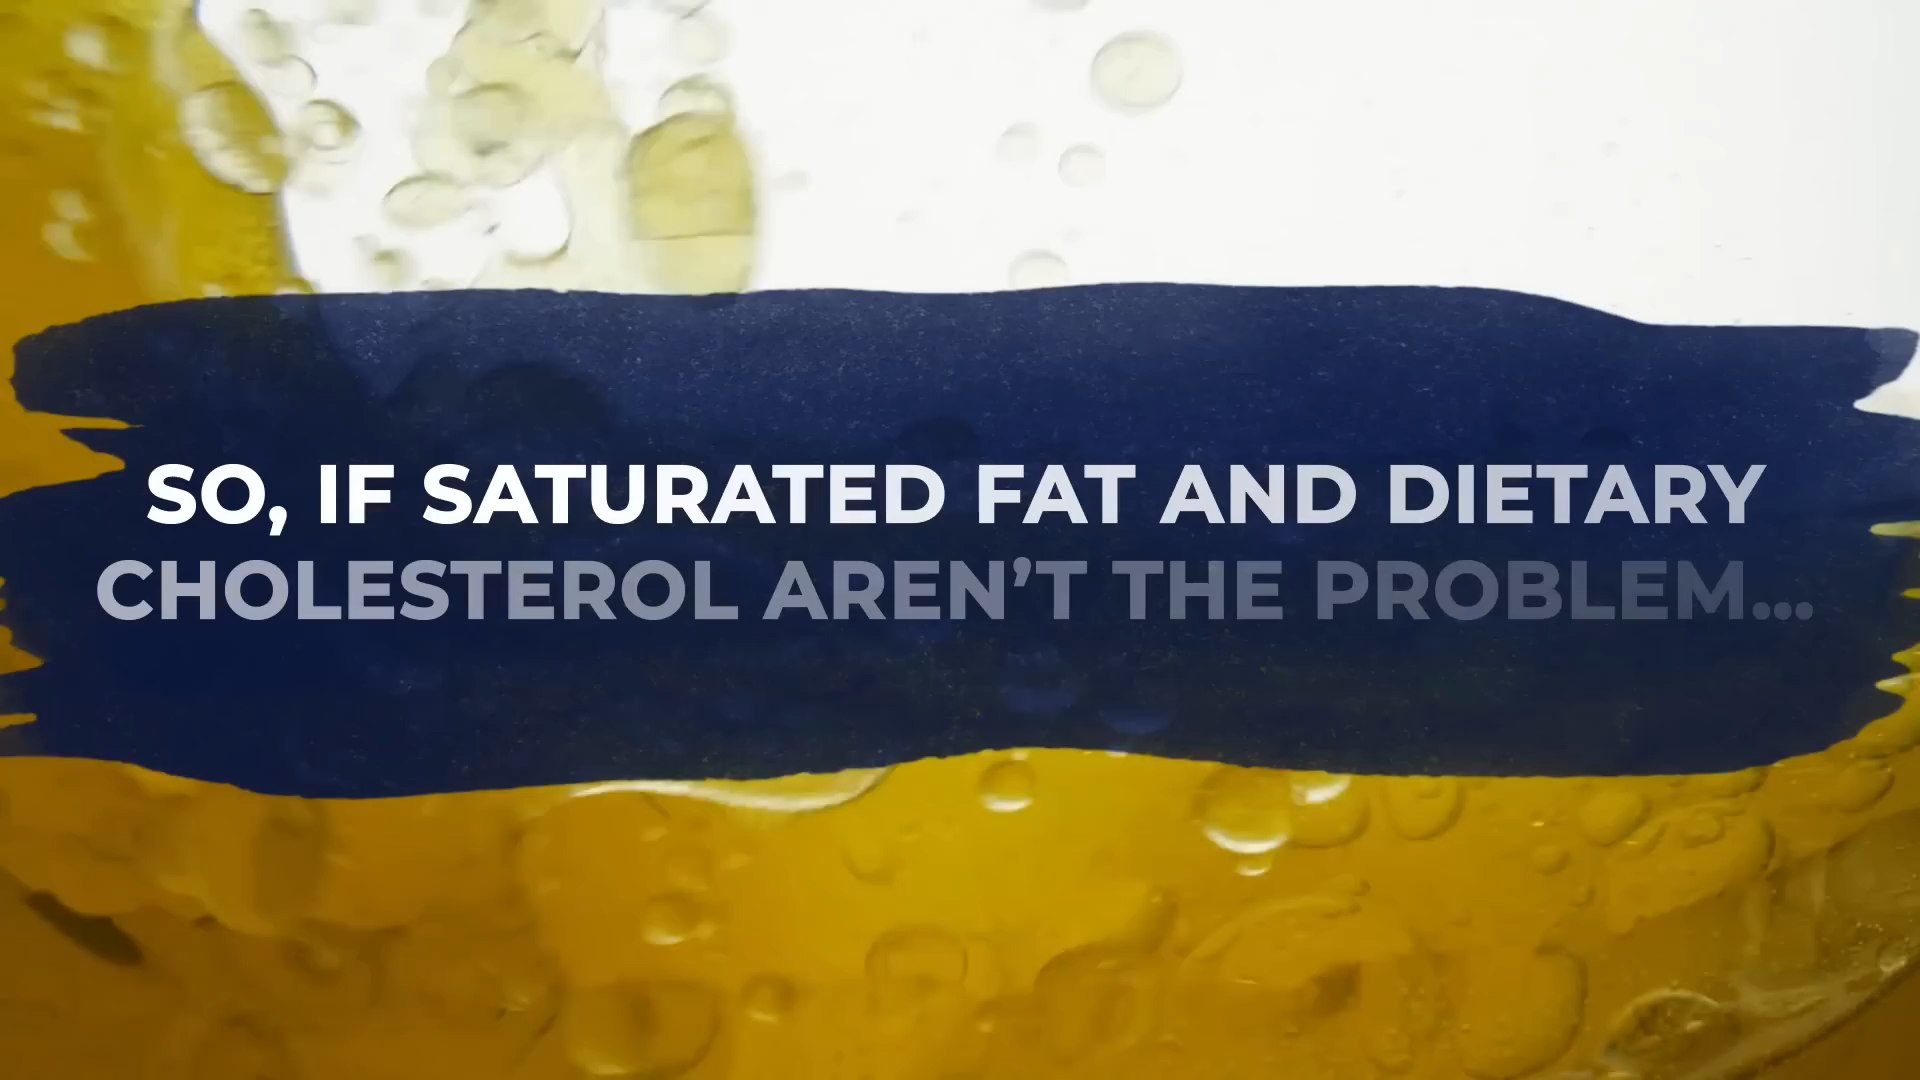 SO, IF SATURATED FAT AND DIETARY
CHOLESTEROL AREN’T THE PROBLEM...